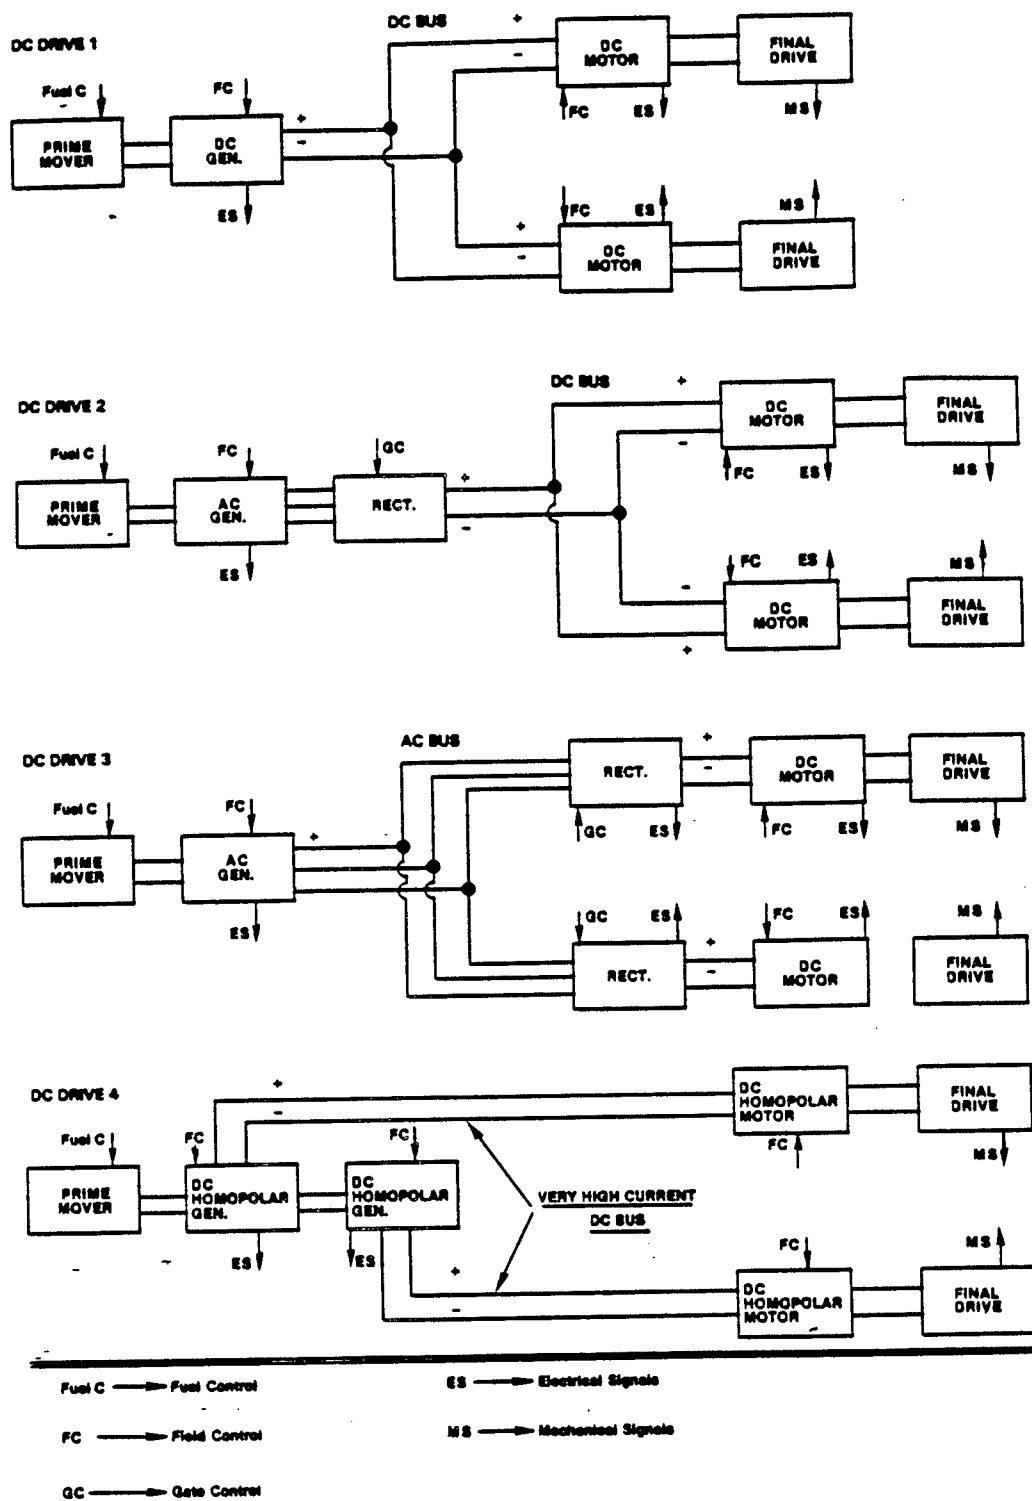 DC DRIVE 1
DC BUS
+
-
DC
MOTOR
FINAL
DRIVE
Fuel C
FC
FC
ES
MS
PRIME
MOVER
DC
GEN.
+
-
ES
FC
ES
MS
+
-
DC
MOTOR
FINAL
DRIVE
DC DRIVE 2
DC BUS
+
-
DC
MOTOR
FINAL
DRIVE
Fuel C
FC
GC
FC
ES
MS
PRIME
MOVER
AC
GEN.
RECT.
+
-
ES
FC
ES
MS
-
+
DC
MOTOR
FINAL
DRIVE
DC DRIVE 3
AC BUS
RECT.
+
-
DC
MOTOR
FINAL
DRIVE
Fuel C
FC
GC
ES
FC
ES
MS
PRIME
MOVER
AC
GEN.
+
ES
GC
ES
FC
ES
MS
RECT.
+
-
DC
MOTOR
FINAL
DRIVE
DC DRIVE 4
+
-
DC
HOMOPOLAR
MOTOR
FINAL
DRIVE
Fuel C
FC
FC
FC
MS
PRIME
MOVER
DC
HOMOPOLAR
GEN.
DC
HOMOPOLAR
GEN.
VERY HIGH CURRENT
DC BUS
ES
ES
FC
MS
+
-
DC
HOMOPOLAR
MOTOR
FINAL
DRIVE
Fuel C → Fuel Control
ES → Electrical Signals
FC → Field Control
MS → Mechanical Signals
GC → Gate Control